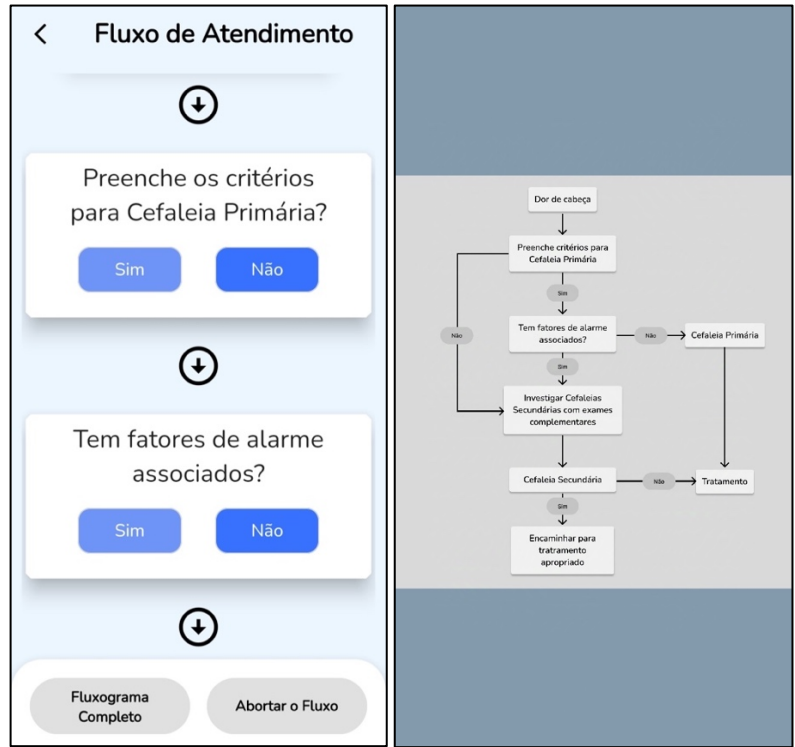 Fluxo de Atendimento
Preenche os critérios
para Cefaleia Primária?
Sim
Não
Tem fatores de alarme
associados?
Sim
Não
Fluxograma
Completo
Abortar o Fluxo
Dor de cabeça
Preenche critérios para
Cefaleia Primária
Sim
Não
Tem fatores de alarme
associados?
Não
Cefaleia Primária
Sim
Investigar Cefaleias
Secundárias com exames
complementares
Cefaleia Secundária
Não
Tratamento
Sim
Encaminhar para
tratramento
apropriado